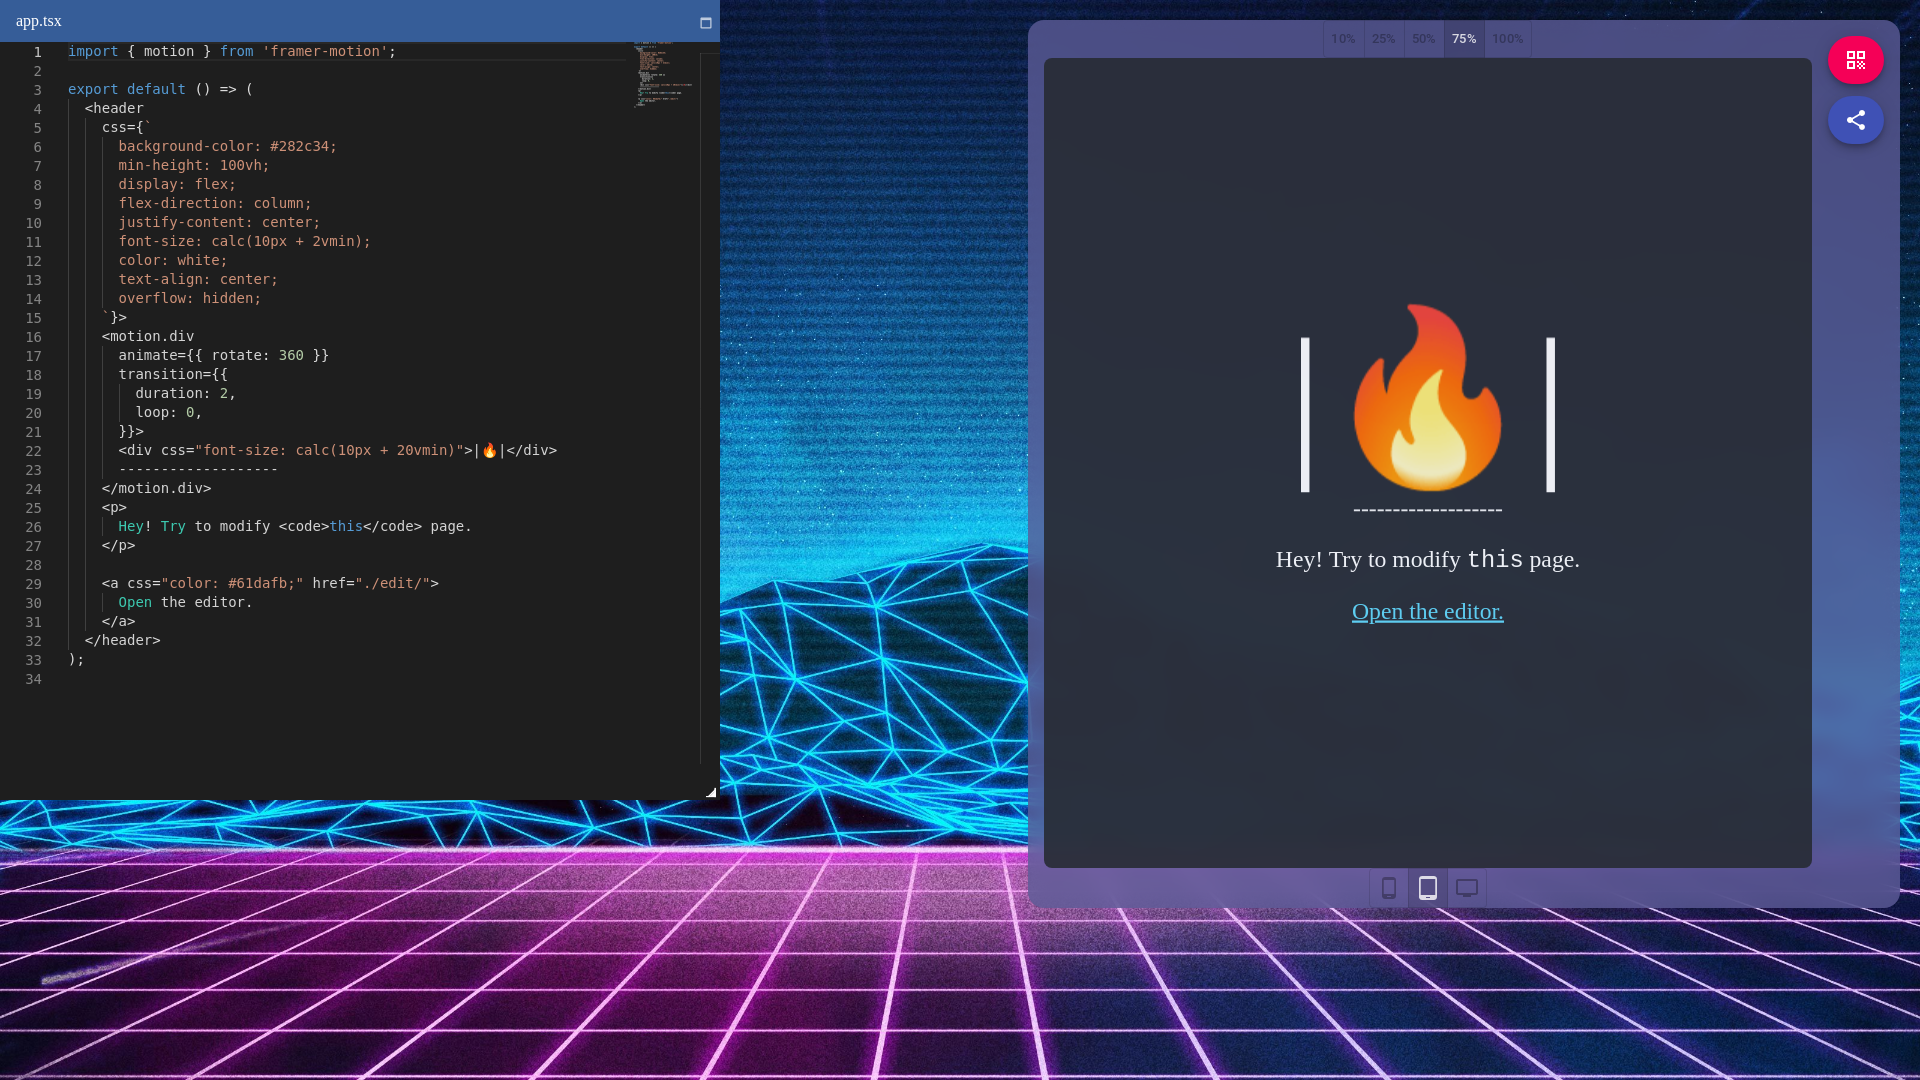 app.tsx
1 import { motion } from 'framer-motion';
2
3 export default () => (
4 <header
5 css={`
6 background-color: #282c34;
7 min-height: 100vh;
8 display: flex;
9 flex-direction: column;
10 justify-content: center;
11 font-size: calc(10px + 2vmin);
12 color: white;
13 text-align: center;
14 overflow: hidden;
15 `}>
16 <motion.div
17 animate={{ rotate: 360 }}
18 transition={{
19 duration: 2,
20 loop: 0,
21 }}>
22 <div css="font-size: calc(10px + 20vmin)">|🔥|</div>
23 -------------------
24 </motion.div>
25 <p>
26 Hey! Try to modify <code>this</code> page.
27 </p>
28
29 <a css="color: #61dafb;" href="./edit/">
30 Open the editor.
31 </a>
32 </header>
33 );
34
10% 25% 50% 75% 100%
|🔥|
-------------------
Hey! Try to modify this page.
Open the editor.